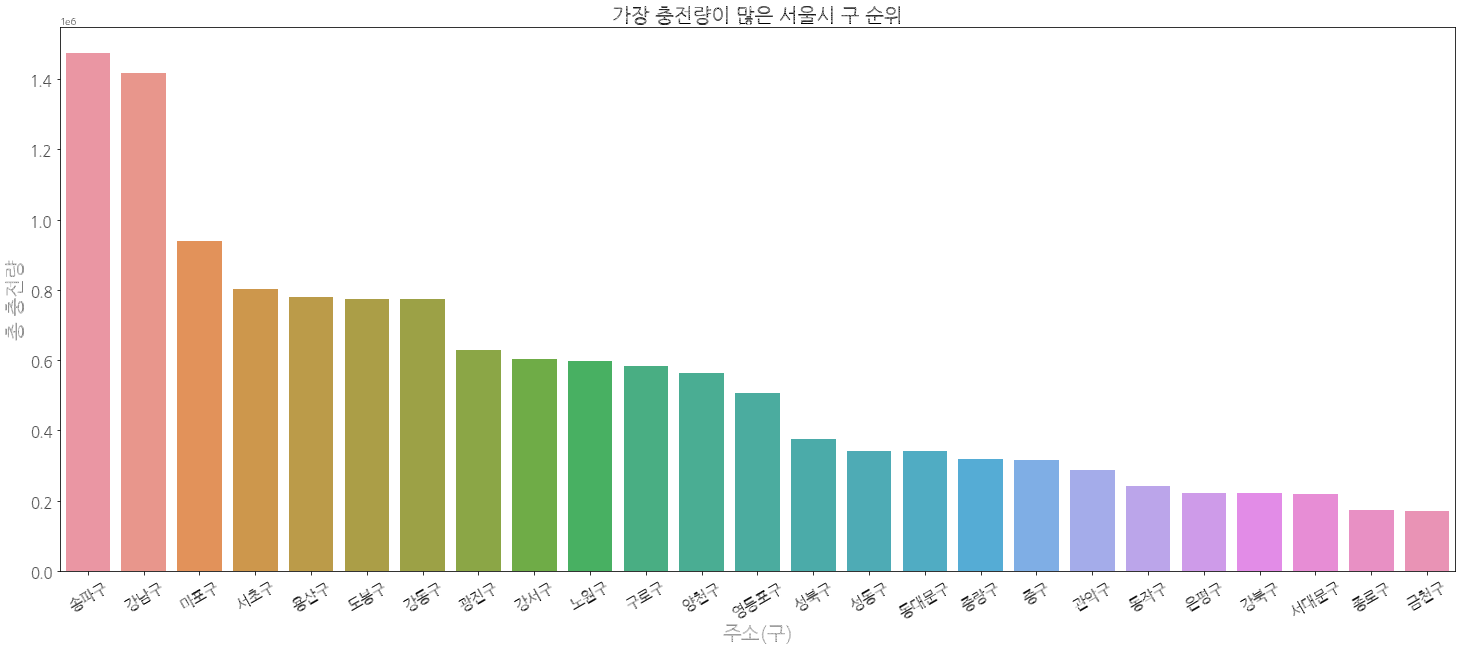 가장 충전량이 많은 서울시 구 순위
1e6
1.4
1.2
1.0
0.8
0.6
0.4
0.2
0.0
총 충전량
송파구 강남구 마포구 서초구 용산구 도봉구 강동구 광진구 강서구 노원구 구로구 양천구 영등포구 성북구 성동구 동대문구 중랑구 중구 관악구 동작구 은평구 강북구 서대문구 종로구 금천구
주소(구)